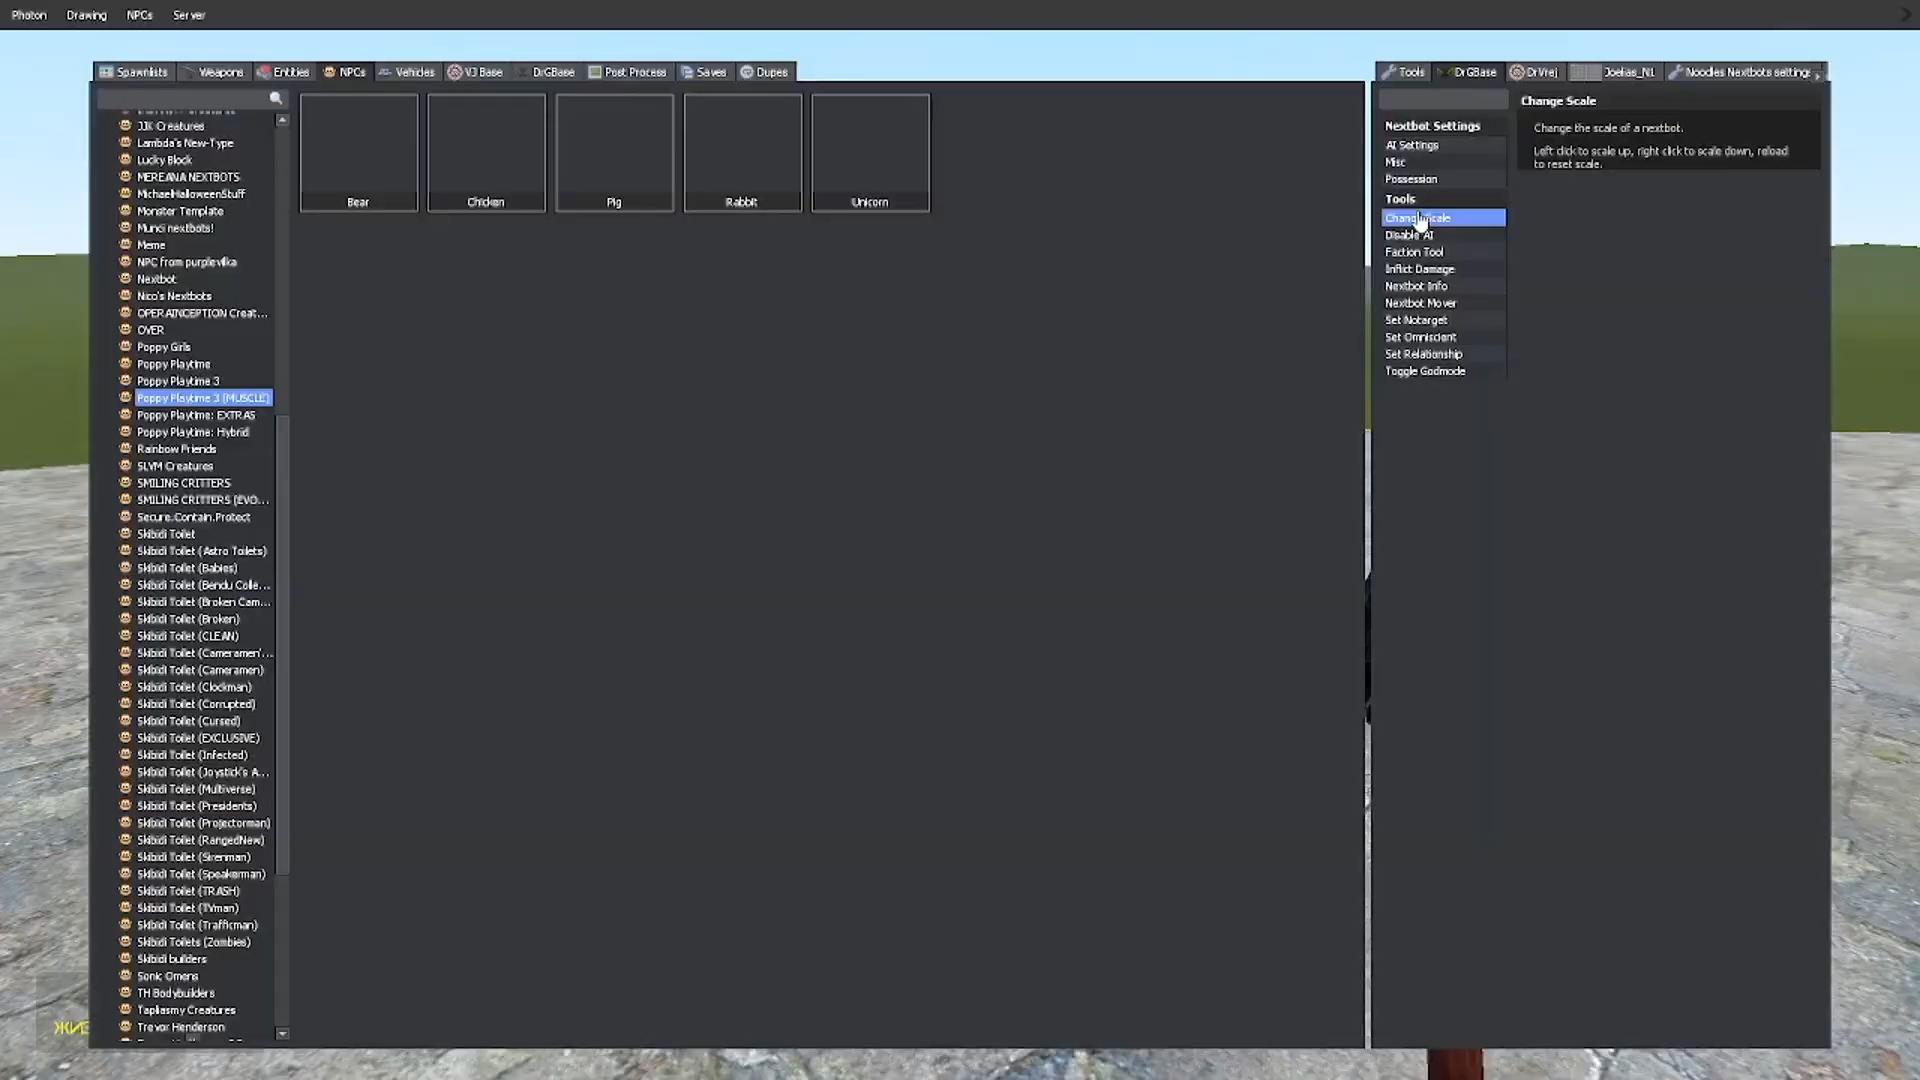 Photon Drawing NPCs Server
Spawnlists Weapons Entities NPCs Vehicles VJ Base DrGBase Post Process Saves Dupes
Tools DrGBase DrVrej Joelias_N1 Noodles Nextbots setting
JJK Creatures
Lambda's New-Type
Lucky Block
MEREANA NEXTBOTS
MichaelHalloweenStuff
Monster Template
Munci nextbots!
Meme
NPC from purplevilka
Nextbot
Nico's Nextbots
OPERAINCEPTION Creat...
OVER
Poppy Girls
Poppy Playtime
Poppy Playtime 3
Poppy Playtime 3 (MUSCLE)
Poppy Playtime: EXTRAS
Poppy Playtime: Hybrid
Rainbow Friends
SLVM Creatures
SMILING CRITTERS
SMILING CRITTERS (EVO...
Secure.Contain.Protect
Skibidi Toilet
Skibidi Toilet (Astro Toilets)
Skibidi Toilet (Babies)
Skibidi Toilet (Bendu Colle...
Skibidi Toilet (Broken Cam...
Skibidi Toilet (Broken)
Skibidi Toilet (CLEAN)
Skibidi Toilet (Cameramen'...
Skibidi Toilet (Cameramen)
Skibidi Toilet (Clockman)
Skibidi Toilet (Corrupted)
Skibidi Toilet (Cursed)
Skibidi Toilet (EXCLUSIVE)
Skibidi Toilet (Infected)
Skibidi Toilet (Joystick's A...
Skibidi Toilet (Multiverse)
Skibidi Toilet (Presidents)
Skibidi Toilet (Projectorman)
Skibidi Toilet (RangedNew)
Skibidi Toilet (Sirenman)
Skibidi Toilet (Speakerman)
Skibidi Toilet (TRASH)
Skibidi Toilet (TVman)
Skibidi Toilet (Trafficman)
Skibidi Toilets (Zombies)
Skibidi builders
Sonic Omens
TH Bodybuilders
Tapliasmy Creatures
Trevor Henderson
Bear Chicken Pig Rabbit Unicorn
Nextbot Settings
AI Settings
Misc
Possession
Tools
Change Scale
Disable AI
Faction Tool
Inflict Damage
Nextbot Info
Nextbot Mover
Set Notarget
Set Omniscient
Set Relationship
Toggle Godmode
Change Scale
Change the scale of a nextbot.
Left click to scale up, right click to scale down, reload
to reset scale.